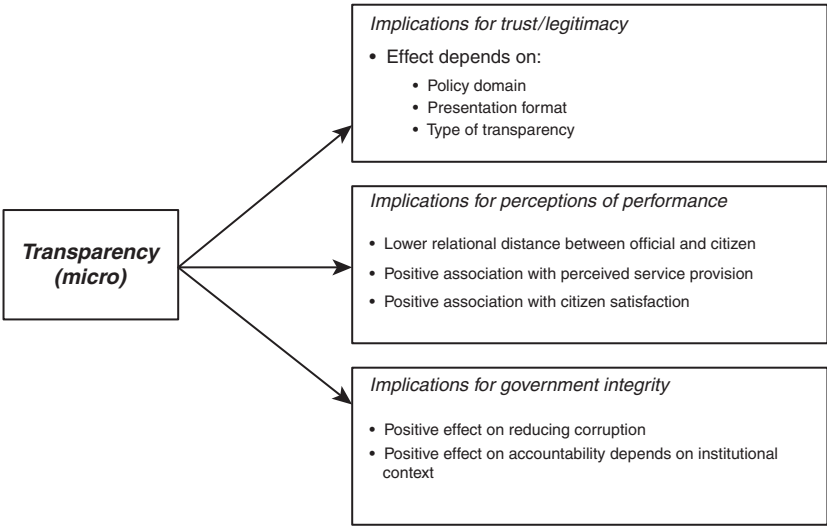 Implications for trust/legitimacy
• Effect depends on:
• Policy domain
• Presentation format
• Type of transparency
Transparency
(micro)
Implications for perceptions of performance
• Lower relational distance between official and citizen
• Positive association with perceived service provision
• Positive association with citizen satisfaction
Implications for government integrity
• Positive effect on reducing corruption
• Positive effect on accountability depends on institutional
context